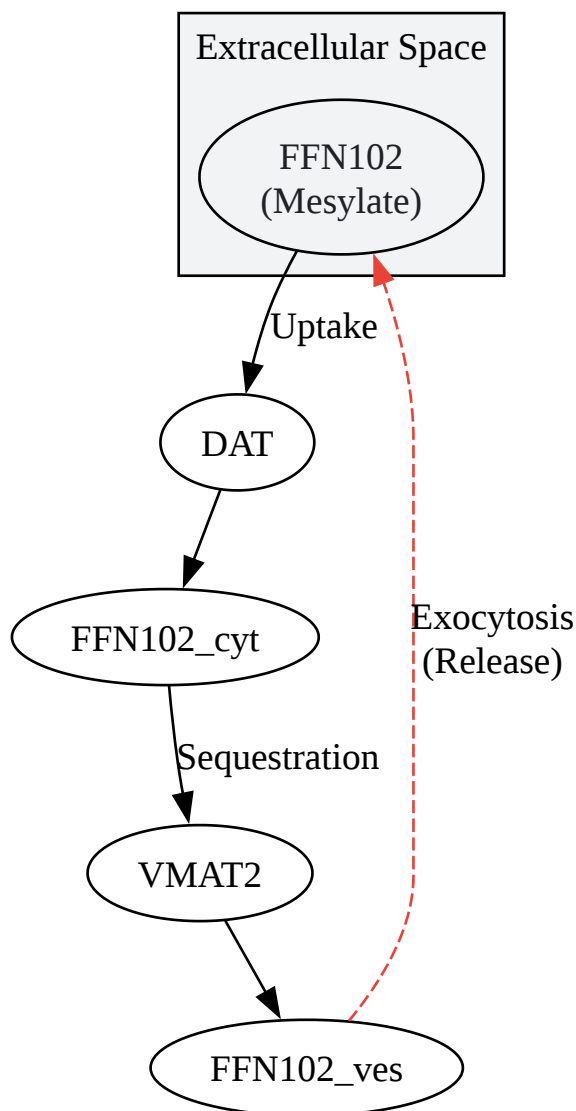 Extracellular Space
FFN102
(Mesylate)
Uptake
DAT
FFN102_cyt
Exocytosis
(Release)
Sequestration
VMAT2
FFN102_ves